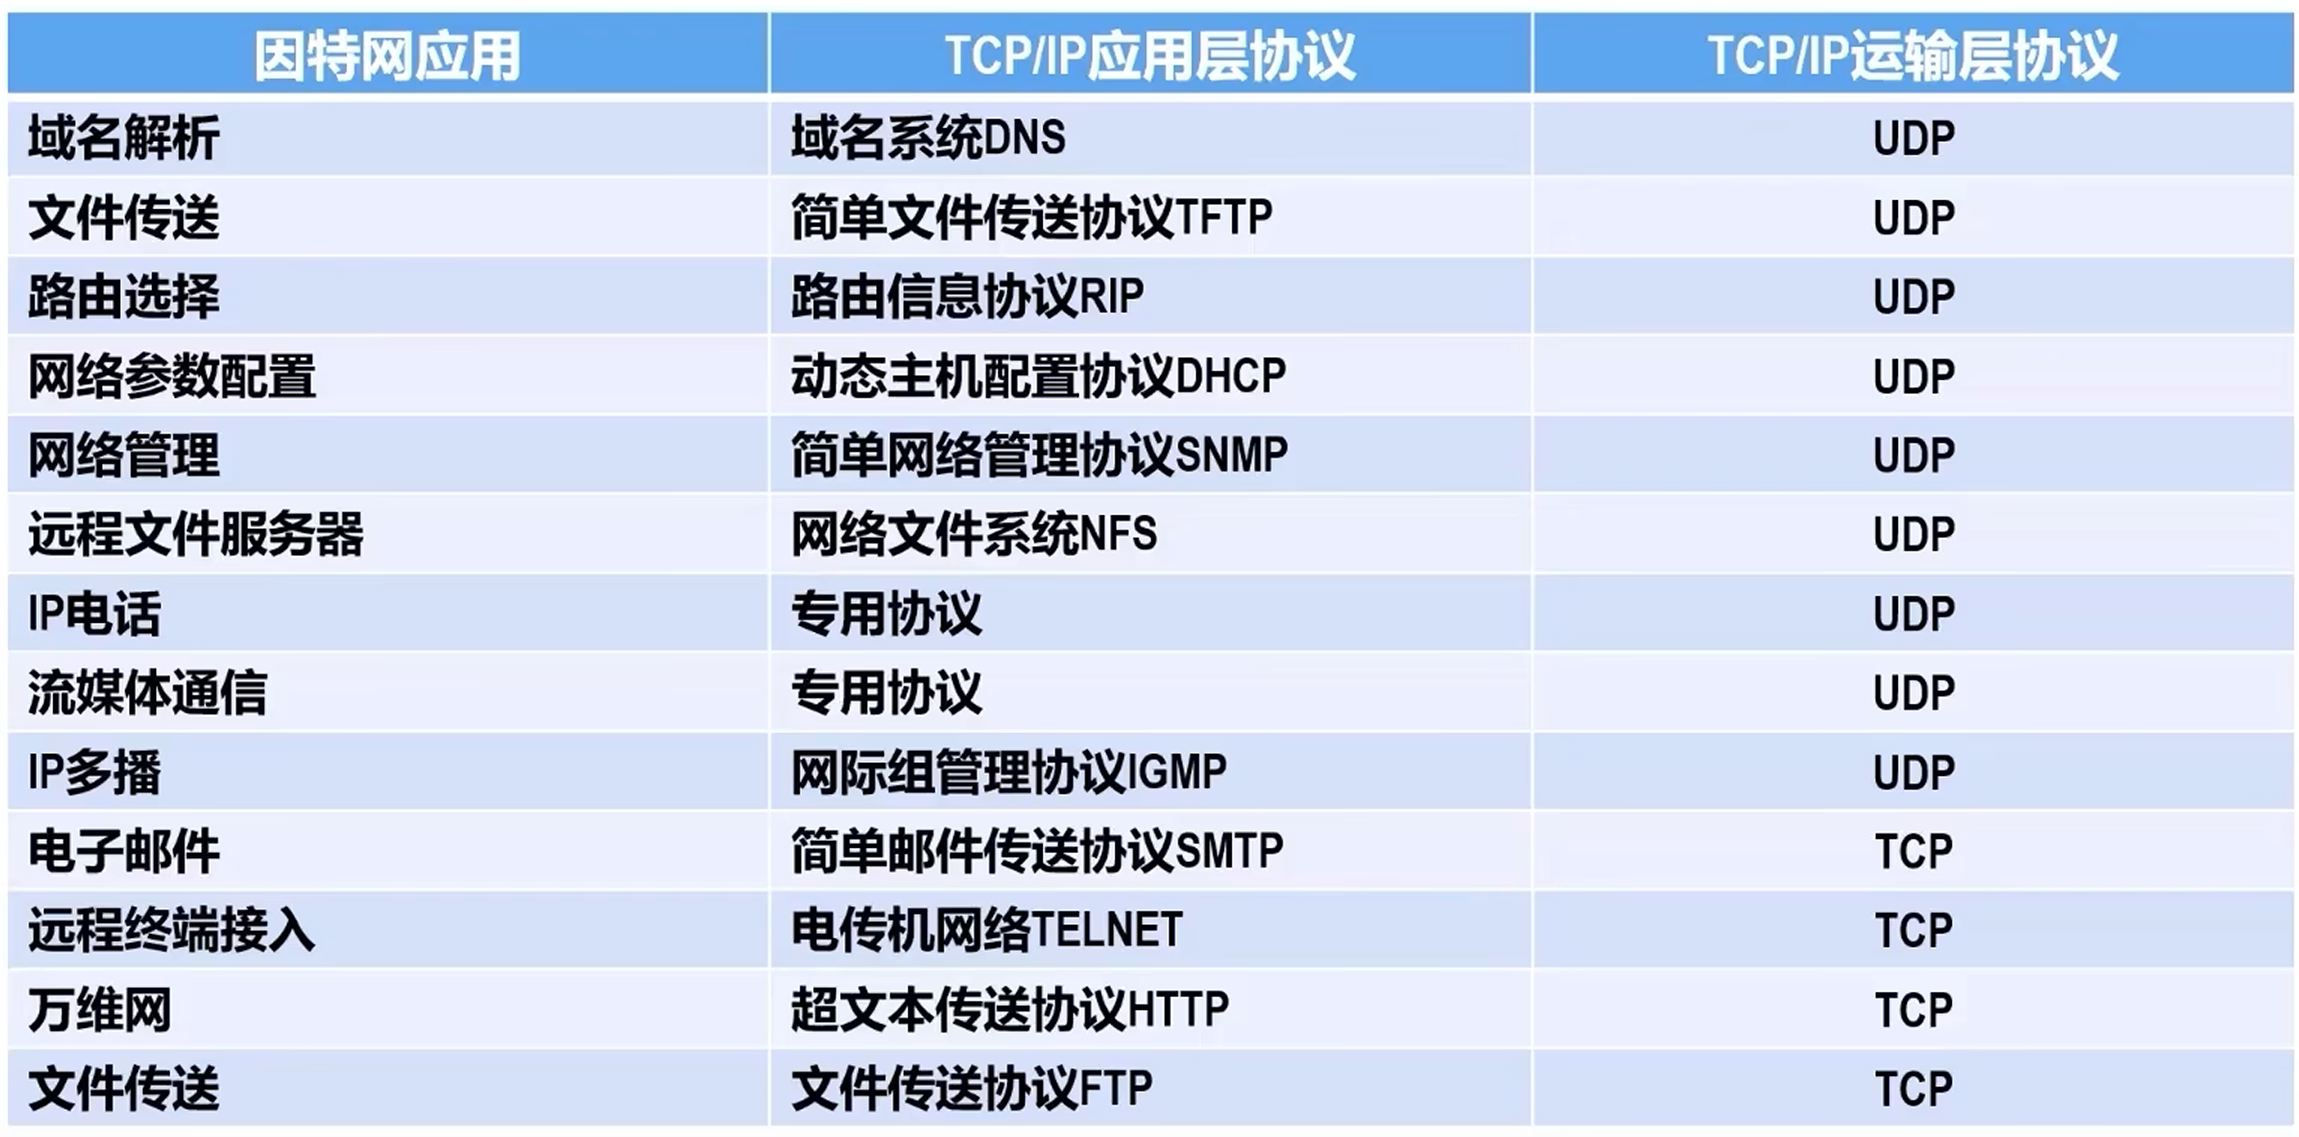 因特网应用 TCP/IP应用层协议 TCP/IP运输层协议
域名解析 域名系统DNS UDP
文件传送 简单文件传送协议TFTP UDP
路由选择 路由信息协议RIP UDP
网络参数配置 动态主机配置协议DHCP UDP
网络管理 简单网络管理协议SNMP UDP
远程文件服务器 网络文件系统NFS UDP
IP电话 专用协议 UDP
流媒体通信 专用协议 UDP
IP多播 网际组管理协议IGMP UDP
电子邮件 简单邮件传送协议SMTP TCP
远程终端接入 电传机网络TELNET TCP
万维网 超文本传送协议HTTP TCP
文件传送 文件传送协议FTP TCP